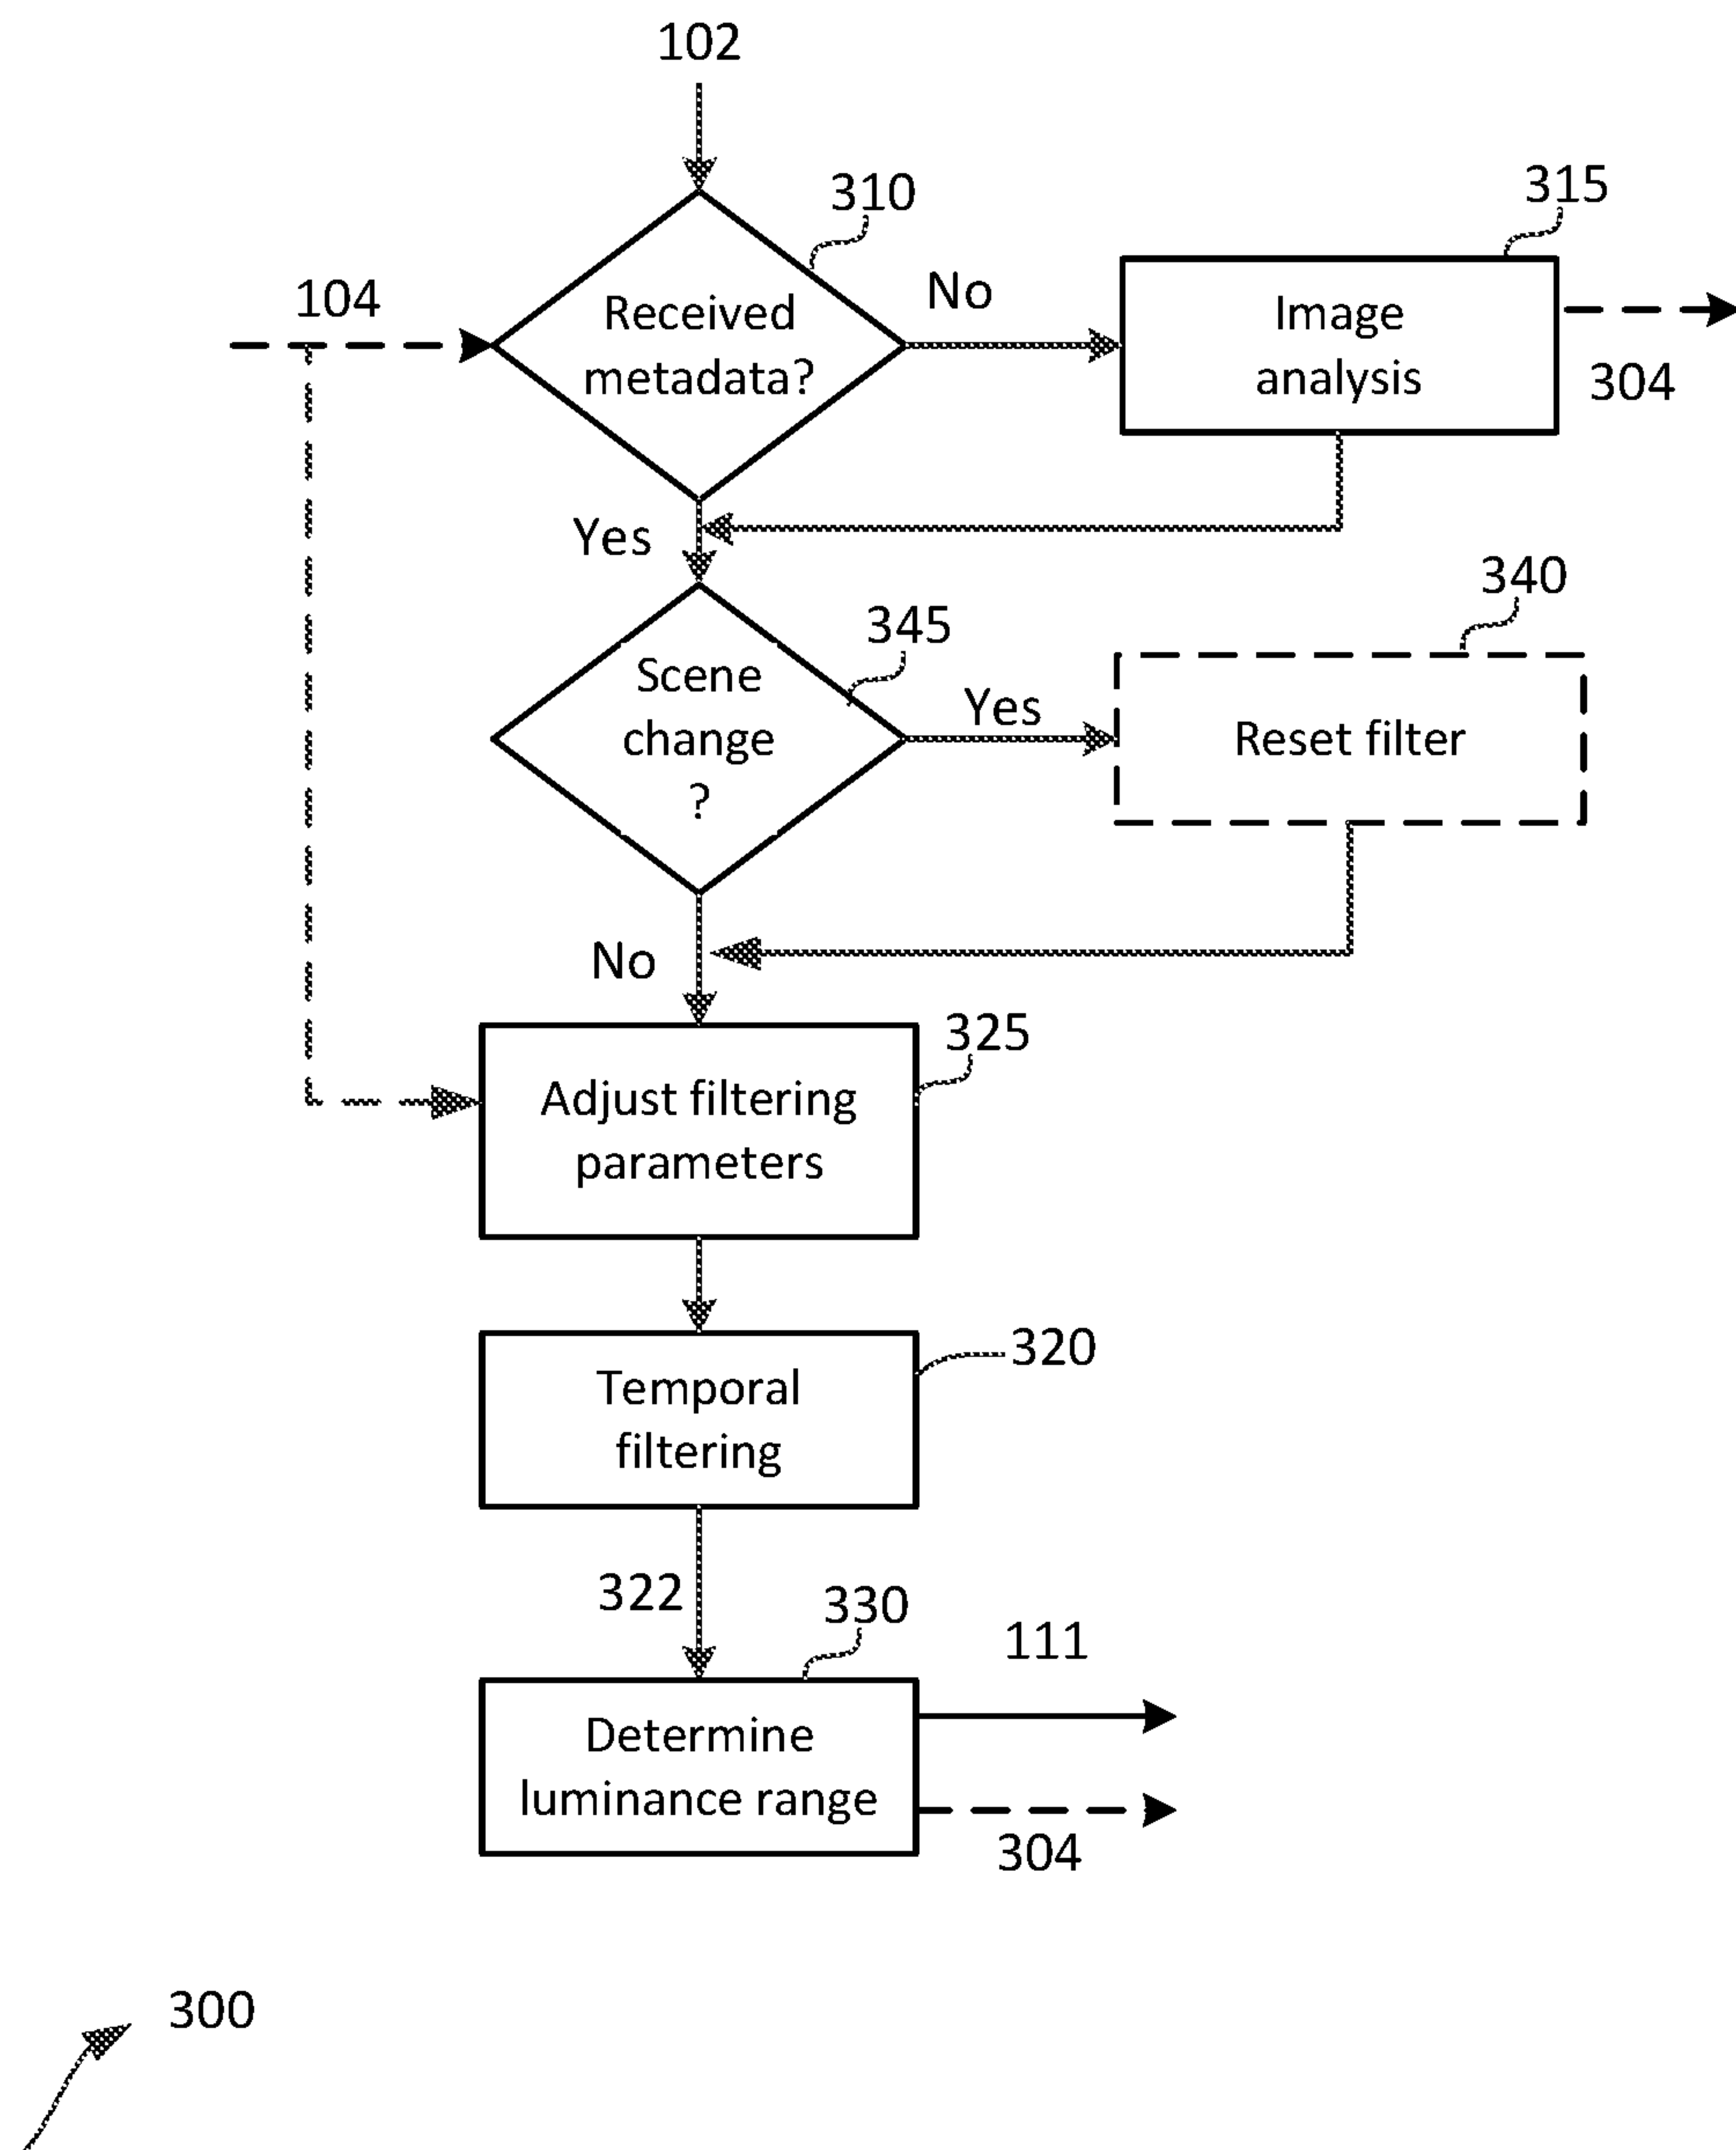 102
310
315
104
No
Received
metadata?
Image
analysis
304
Yes
340
345
Scene
change
?
Yes
Reset filter
No
325
Adjust filtering
parameters
320
Temporal
filtering
322
330
111
Determine
luminance range
304
300